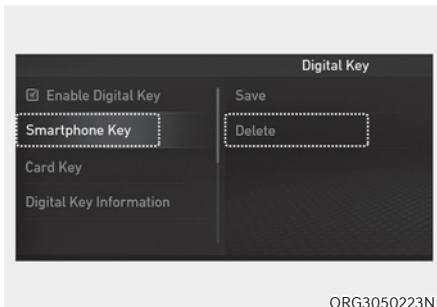 Digital Key
Enable Digital Key
Save
Smartphone Key
Delete
Card Key
Digital Key Information
ORG3050223N